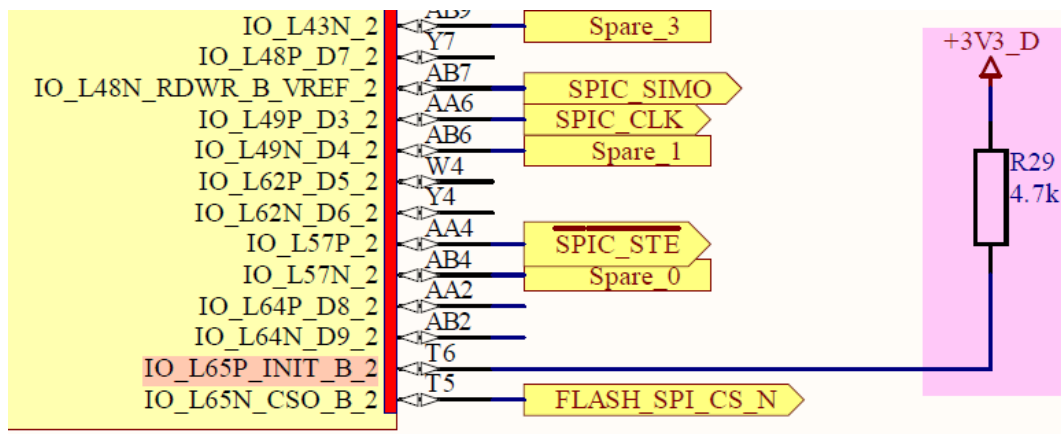 AB9
IO_L43N_2 Spare_3
Y7
IO_L48P_D7_2
AB7
IO_L48N_RDWR_B_VREF_2 SPIC_SIMO
AA6
IO_L49P_D3_2 SPIC_CLK
AB6
IO_L49N_D4_2 Spare_1
W4
IO_L62P_D5_2
Y4
IO_L62N_D6_2
AA4
IO_L57P_2 SPIC_STE
AB4
IO_L57N_2 Spare_0
AA2
IO_L64P_D8_2
AB2
IO_L64N_D9_2
T6
IO_L65P_INIT_B_2
T5
IO_L65N_CSO_B_2 FLASH_SPI_CS_N
+3V3_D
R29
4.7k